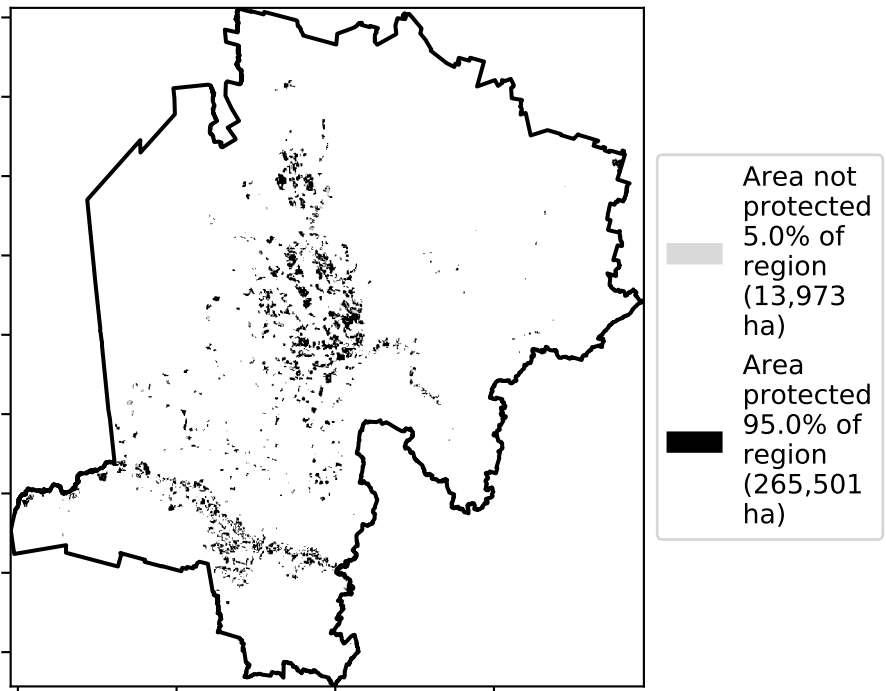 Area not
protected
5.0% of
region
(13,973
ha)
Area
protected
95.0% of
region
(265,501
ha)